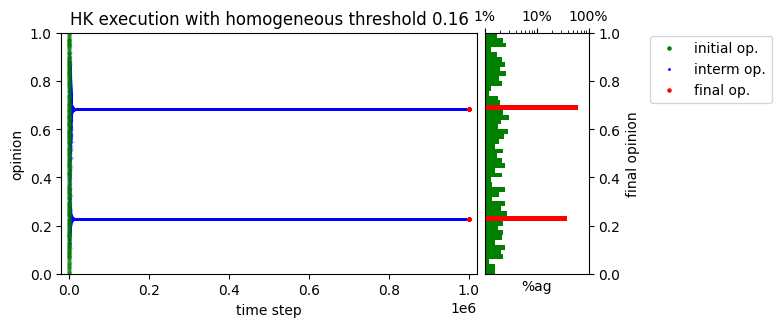 HK execution with homogeneous threshold 0.16
1% 10% 100%
initial op.
interm op.
final op.
1.0
0.8
0.6
0.4
0.2
0.0
opinion
0.0 0.2 0.4 0.6 0.8 1.0
1e6
time step
1.0
0.8
0.6
0.4
0.2
0.0
final opinion
%ag